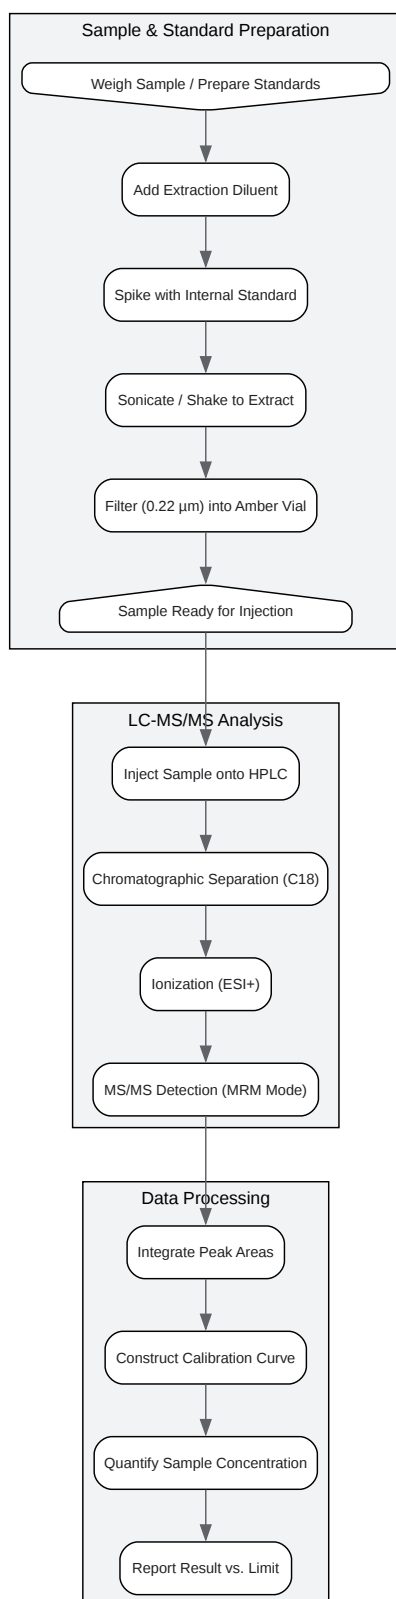 Sample & Standard Preparation
Weigh Sample / Prepare Standards
Add Extraction Diluent
Spike with Internal Standard
Sonicate / Shake to Extract
Filter (0.22 µm) into Amber Vial
Sample Ready for Injection
LC-MS/MS Analysis
Inject Sample onto HPLC
Chromatographic Separation (C18)
Ionization (ESI+)
MS/MS Detection (MRM Mode)
Data Processing
Integrate Peak Areas
Construct Calibration Curve
Quantify Sample Concentration
Report Result vs. Limit